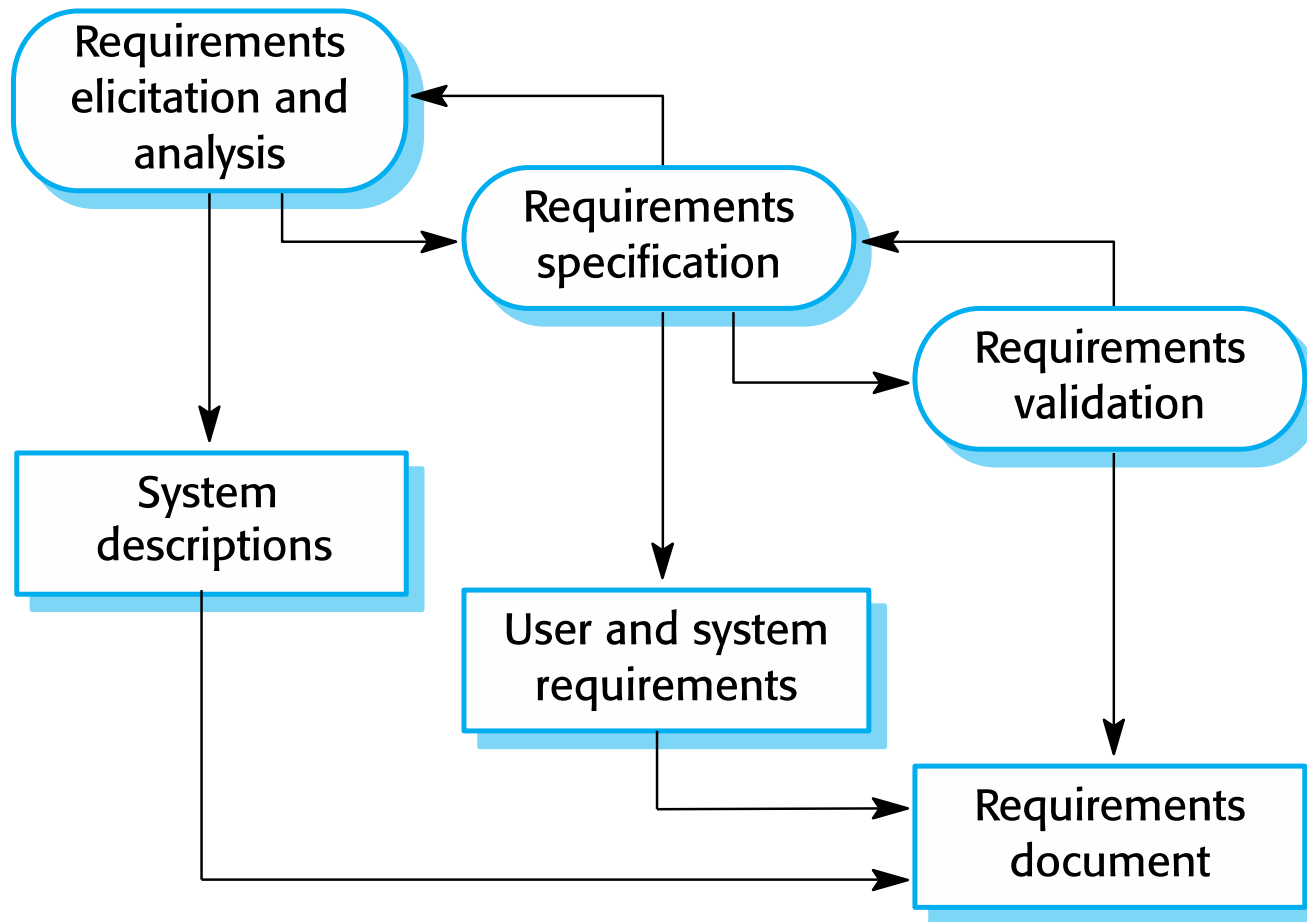 Requirements
elicitation and
analysis
Requirements
specification
Requirements
validation
System
descriptions
User and system
requirements
Requirements
document